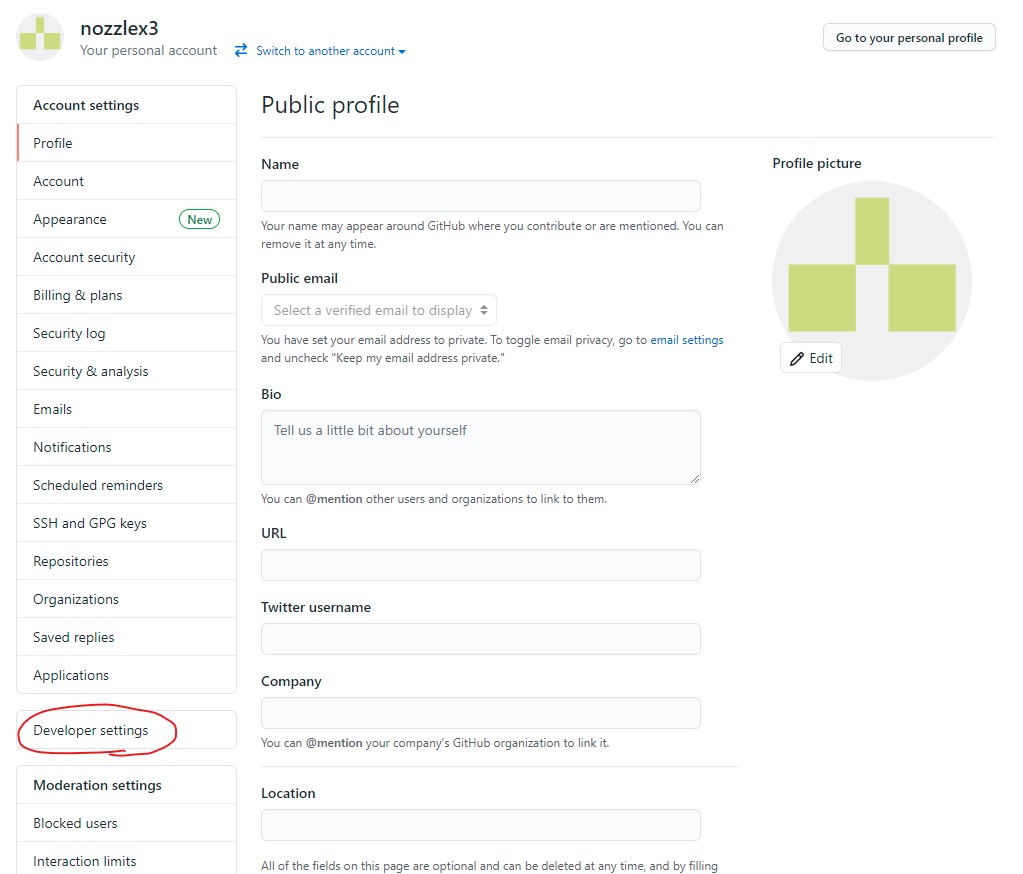 nozzlex3
Your personal account
Switch to another account
Go to your personal profile
Account settings
Profile
Account
Appearance
New
Account security
Billing & plans
Security log
Security & analysis
Emails
Notifications
Scheduled reminders
SSH and GPG keys
Repositories
Organizations
Saved replies
Applications
Developer settings
Moderation settings
Blocked users
Interaction limits
Public profile
Name
Your name may appear around GitHub where you contribute or are mentioned. You can
remove it at any time.
Public email
Select a verified email to display
You have set your email address to private. To toggle email privacy, go to email settings
and uncheck "Keep my email address private."
Bio
Tell us a little bit about yourself
You can @mention other users and organizations to link to them.
URL
Twitter username
Company
You can @mention your company's GitHub organization to link it.
Location
All of the fields on this page are optional and can be deleted at any time, and by filling
Profile picture
Edit